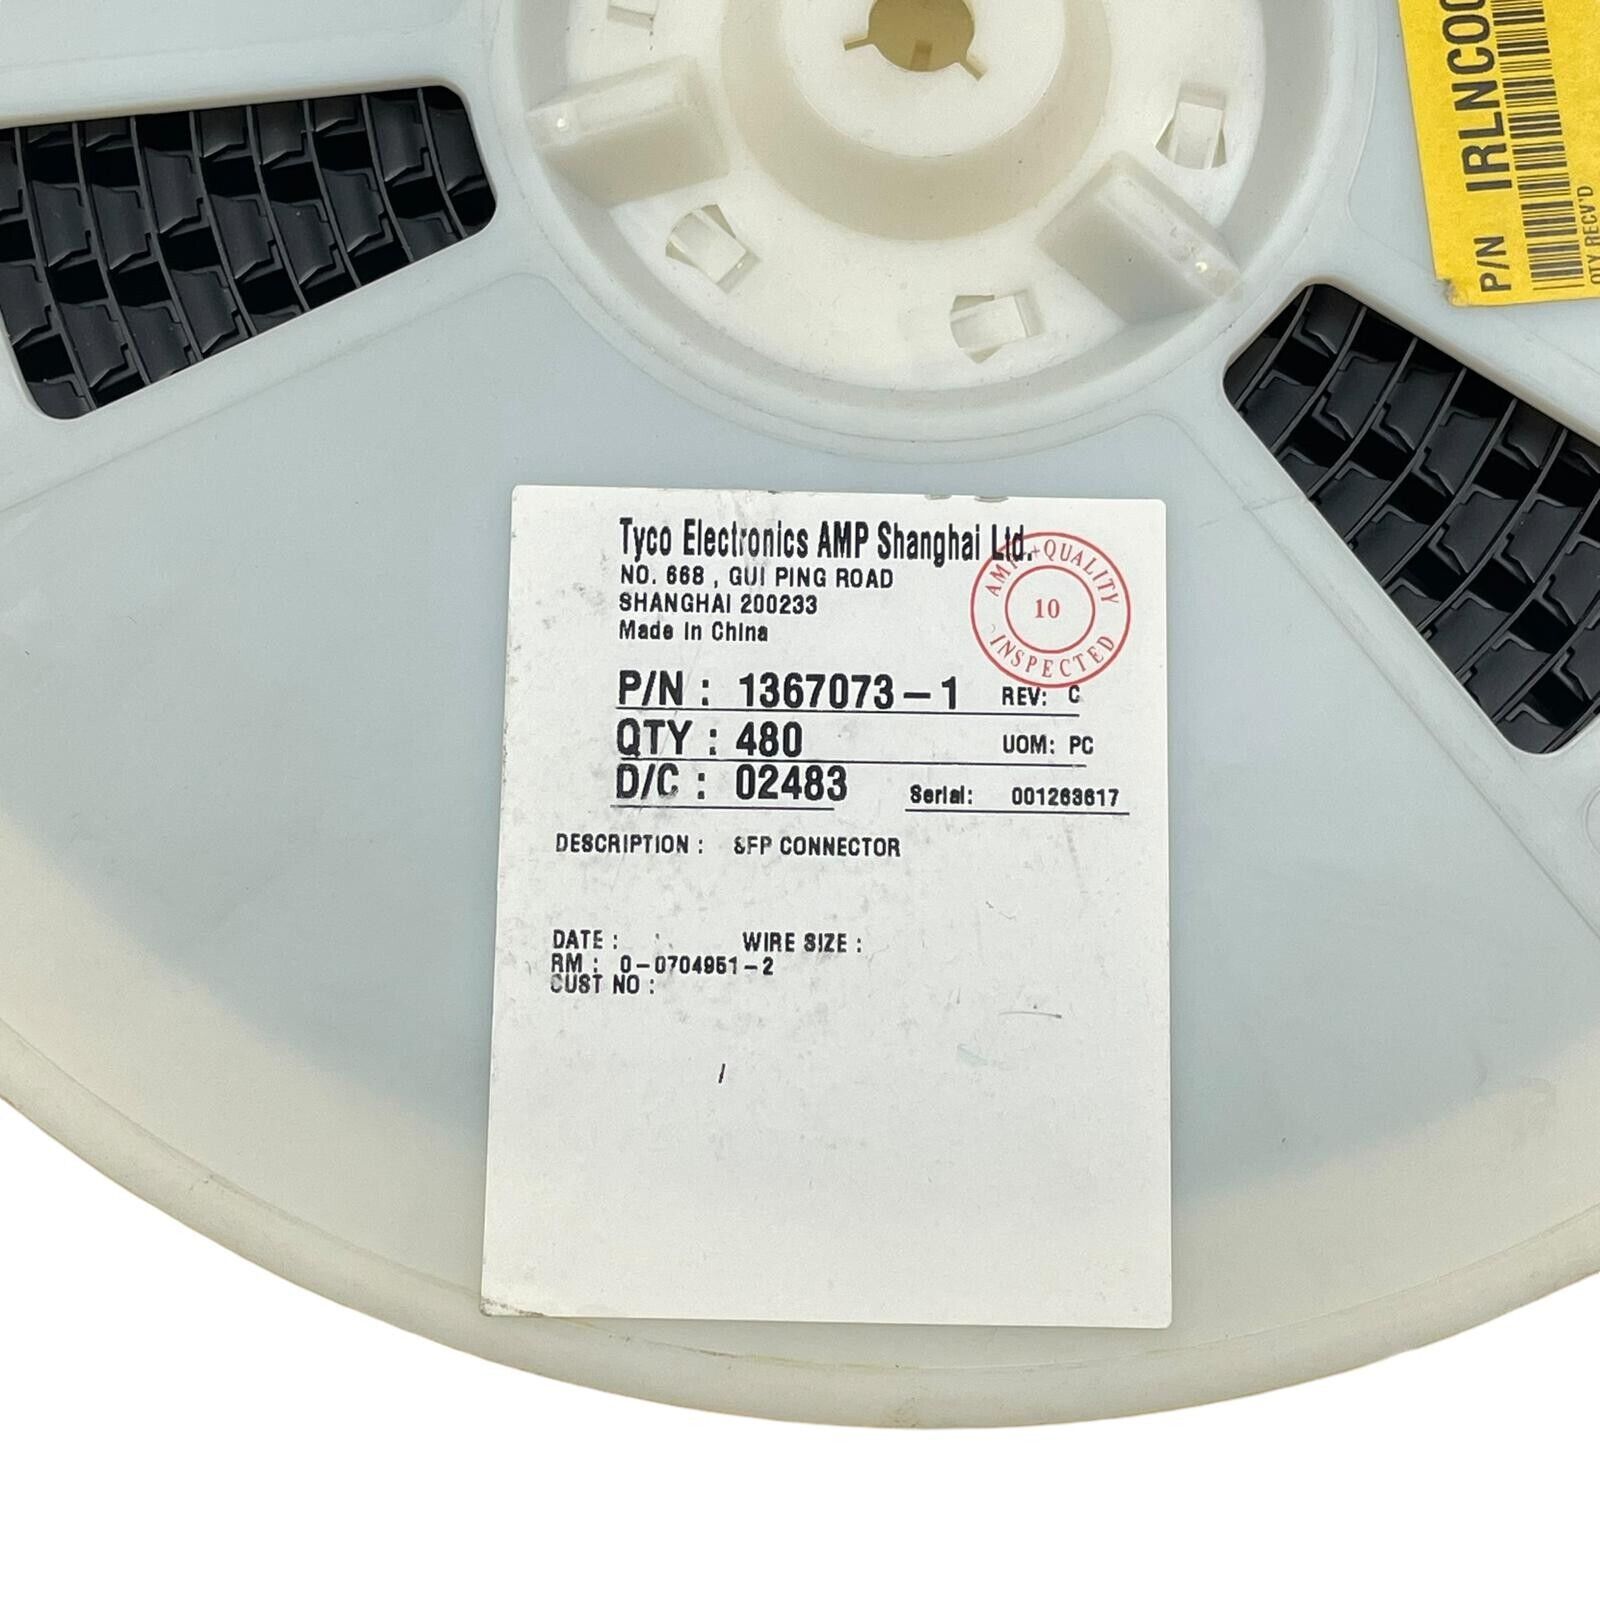 Tyco Electronics AMP Shanghai Ltd.
NO. 668 , GUI PING ROAD
SHANGHAI 200233
Made In China
AMP + QUALITY
10
INSPECTED
P/N : 1367073-1 REV: C
QTY : 480 UOM: PC
D/C : 02483 Serial: 001263617
DESCRIPTION : SFP CONNECTOR
DATE : WIRE SIZE :
RM : 0-0704951-2
CUST NO :
P/N IRLNC00
QTY RECV'D